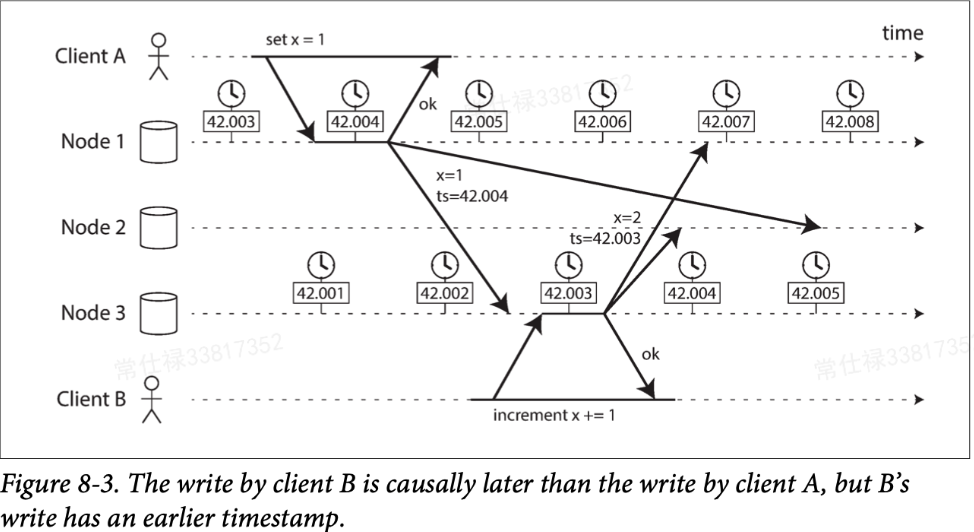 set x = 1
time
Client A
42.003
42.004
42.005
42.006
42.007
42.008
ok
Node 1
x=1
ts=42.004
Node 2
x=2
ts=42.003
42.001
42.002
42.003
42.004
42.005
Node 3
ok
Client B
increment x += 1
常仕禄33817352
常仕禄33817352
常仕禄3381735
Figure 8-3. The write by client B is causally later than the write by client A, but B’s
write has an earlier timestamp.